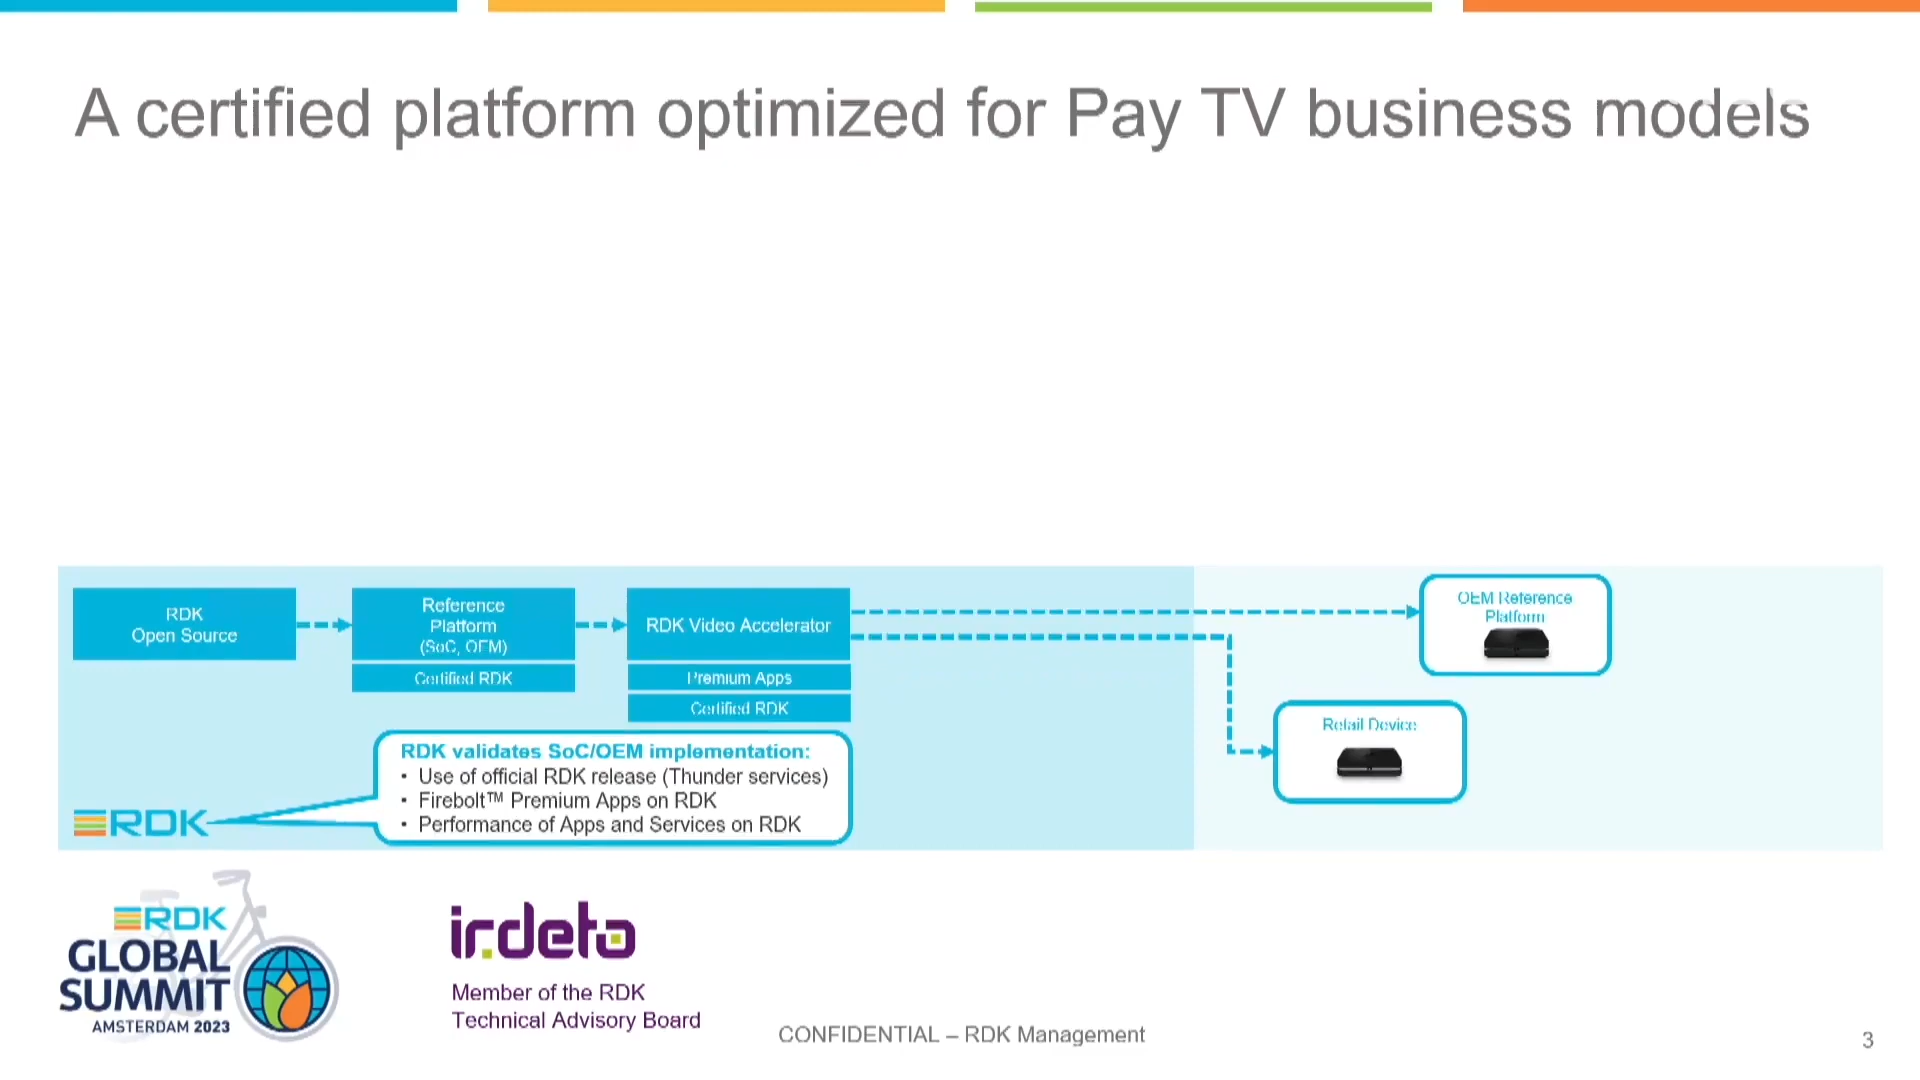 A certified platform optimized for Pay TV business models
RDK
Open Source
Reference
Platform
(SoC, OEM)
Certified RDK
RDK Video Accelerator
Premium Apps
Certified RDK
OEM Reference
Platform
Retail Device
RDK validates SoC/OEM implementation:
• Use of official RDK release (Thunder services)
• Firebolt™ Premium Apps on RDK
• Performance of Apps and Services on RDK
RDK
RDK
GLOBAL
SUMMIT
AMSTERDAM 2023
irdeto
Member of the RDK
Technical Advisory Board
CONFIDENTIAL – RDK Management
3